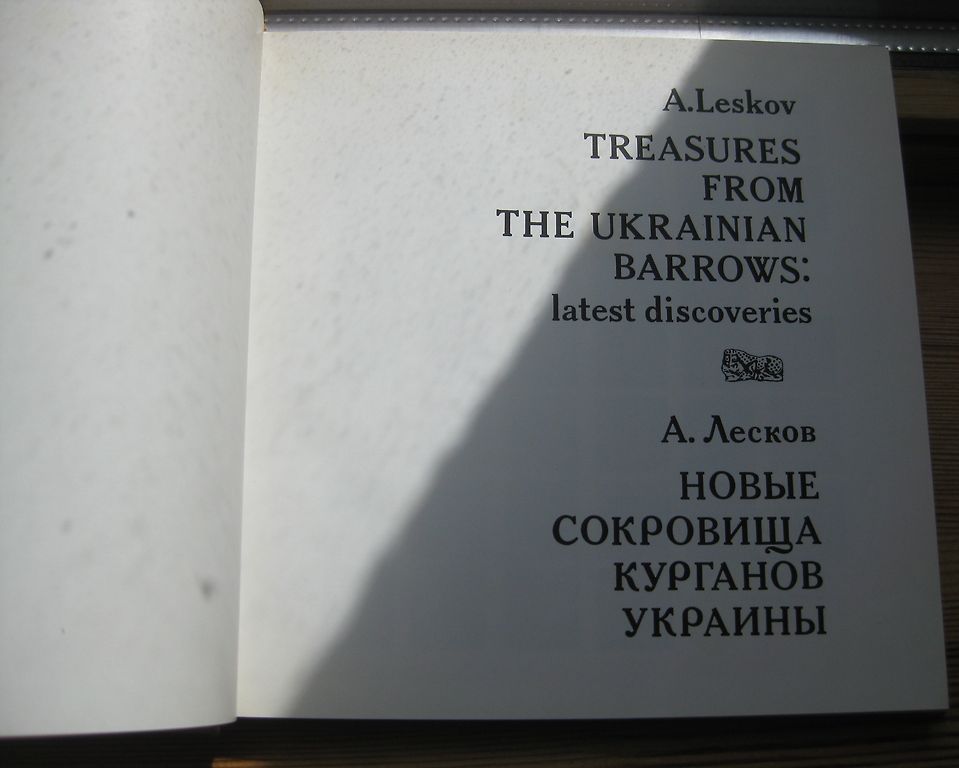 A.Leskov
TREASURES
FROM
THE UKRAINIAN
BARROWS:
latest discoveries
А. Лесков
НОВЫЕ
СОКРОВИЩА
КУРГАНОВ
УКРАИНЫ